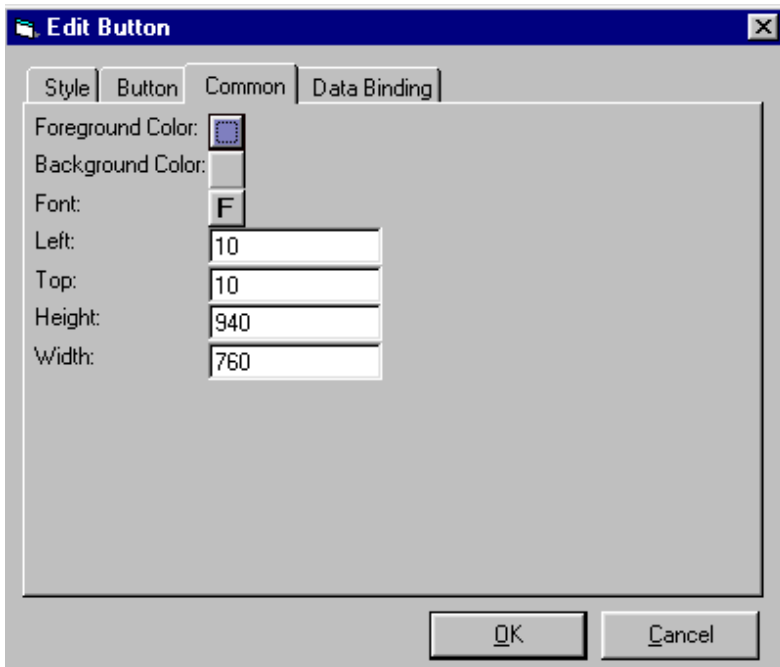 Edit Button
Style Button Common Data Binding
Foreground Color:
Background Color:
Font: F
Left: 10
Top: 10
Height: 940
Width: 760
OK Cancel